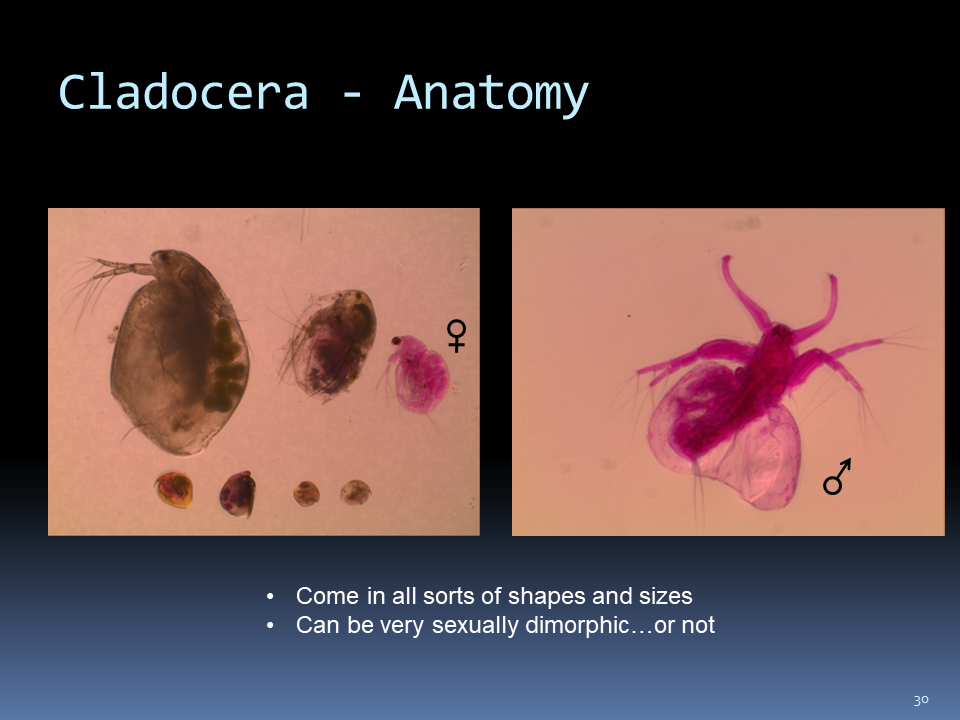 Cladocera - Anatomy
♀
♂
• Come in all sorts of shapes and sizes
• Can be very sexually dimorphic…or not
30